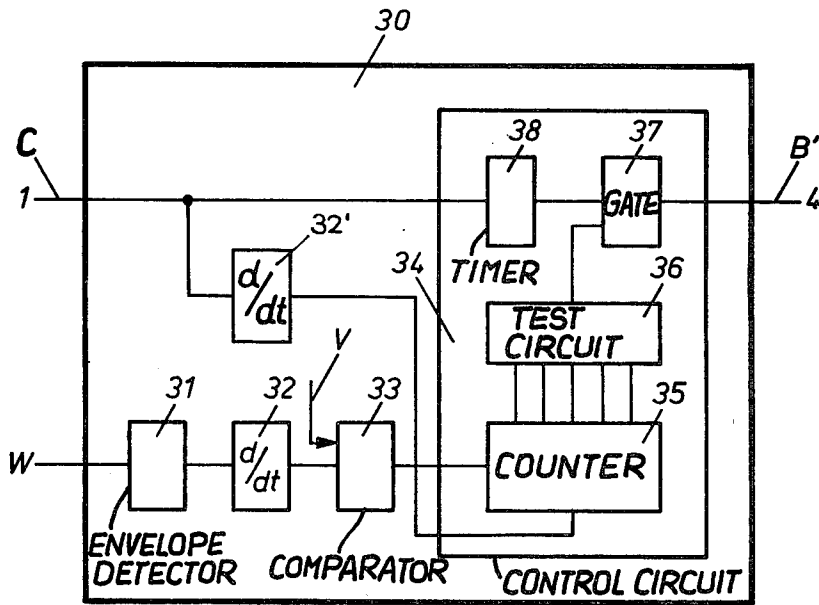 30
C
1
38
37
B'
4
GATE
TIMER
32'
d/dt
34
36
TEST
CIRCUIT
V
31
32
33
35
W
d/dt
COUNTER
ENVELOPE
DETECTOR
COMPARATOR
CONTROL CIRCUIT